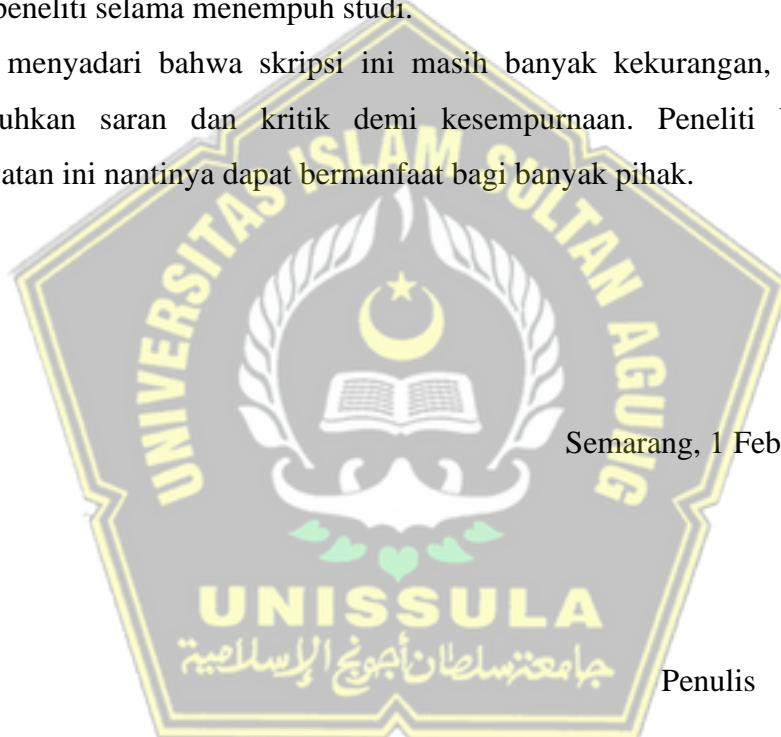 peneliti selama menempuh studi.
menyadari bahwa skripsi ini masih banyak kekurangan,
uhkan saran dan kritik demi kesempurnaan. Peneliti
atan ini nantinya dapat bermanfaat bagi banyak pihak.
UNIVERSITAS ISLAM SULTAN AGUNG
Semarang, 1 Feb
UNISSULA
جامعة سلطان أجونج الإسلامية
Penulis